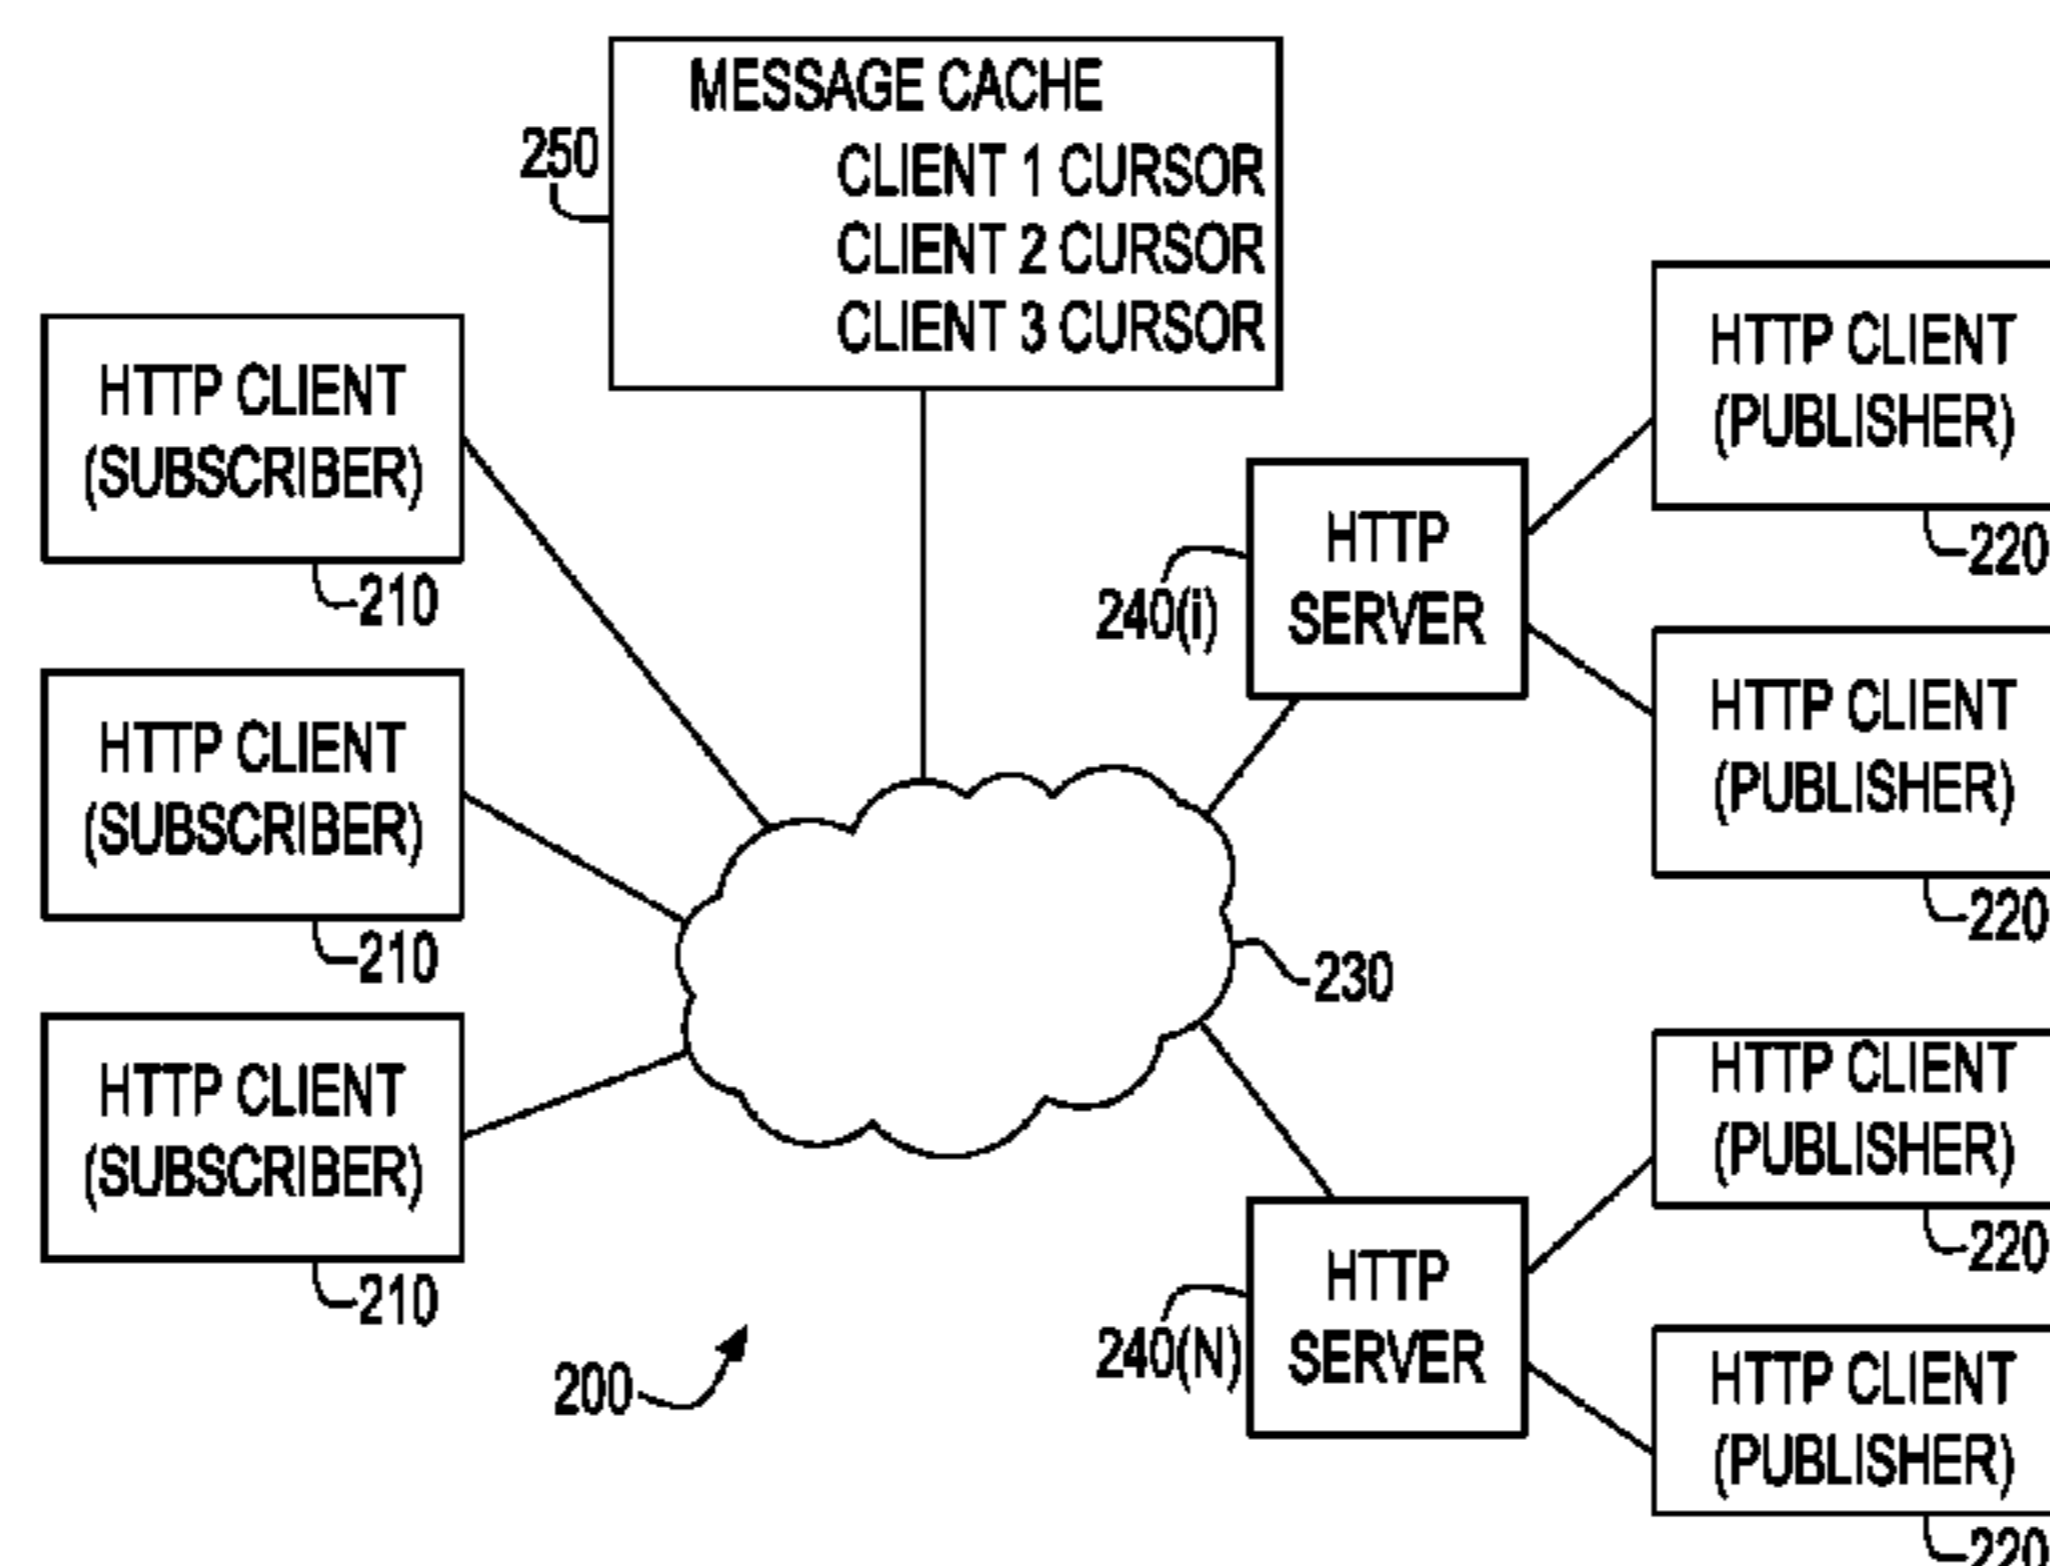 MESSAGE CACHE
CLIENT 1 CURSOR
CLIENT 2 CURSOR
CLIENT 3 CURSOR
250
HTTP CLIENT
(SUBSCRIBER)
210
HTTP CLIENT
(SUBSCRIBER)
210
HTTP CLIENT
(SUBSCRIBER)
210
200
230
HTTP
SERVER
240(i)
HTTP
SERVER
240(N)
HTTP CLIENT
(PUBLISHER)
220
HTTP CLIENT
(PUBLISHER)
220
HTTP CLIENT
(PUBLISHER)
220
HTTP CLIENT
(PUBLISHER)
220